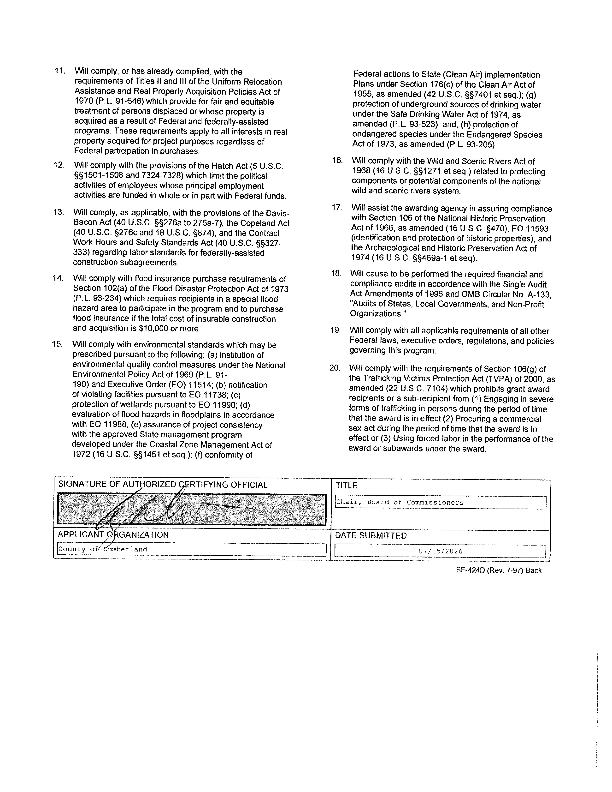 11. Will comply, or has already complied, with the
requirements of Titles II and III of the Uniform Relocation
Assistance and Real Property Acquisition Policies Act of
1970 (P.L. 91-646) which provide for fair and equitable
treatment of persons displaced or whose property is
acquired as a result of Federal and federally-assisted
programs. These requirements apply to all interests in real
property acquired for project purposes regardless of
Federal participation in purchases.
12. Will comply with the provisions of the Hatch Act (5 U.S.C.
§§1501-1508 and 7324-7328) which limit the political
activities of employees whose principal employment
activities are funded in whole or in part with Federal funds.
13. Will comply, as applicable, with the provisions of the Davis-
Bacon Act (40 U.S.C. §§276a to 276a-7), the Copeland Act
(40 U.S.C. §276c and 18 U.S.C. §874), and the Contract
Work Hours and Safety Standards Act (40 U.S.C. §§327-
333) regarding labor standards for federally-assisted
construction subagreements.
14. Will comply with flood insurance purchase requirements of
Section 102(a) of the Flood Disaster Protection Act of 1973
(P.L. 93-234) which requires recipients in a special flood
hazard area to participate in the program and to purchase
flood insurance if the total cost of insurable construction
and acquisition is $10,000 or more.
15. Will comply with environmental standards which may be
prescribed pursuant to the following: (a) institution of
environmental quality control measures under the National
Environmental Policy Act of 1969 (P.L. 91-
190) and Executive Order (EO) 11514; (b) notification
of violating facilities pursuant to EO 11738; (c)
protection of wetlands pursuant to EO 11990; (d)
evaluation of flood hazards in floodplains in accordance
with EO 11988; (e) assurance of project consistency
with the approved State management program
developed under the Coastal Zone Management Act of
1972 (16 U.S.C. §§1451 et seq.); (f) conformity of
Federal actions to State (Clean Air) implementation
Plans under Section 176(c) of the Clean Air Act of
1955, as amended (42 U.S.C. §§7401 et seq.); (g)
protection of underground sources of drinking water
under the Safe Drinking Water Act of 1974, as
amended (P.L. 93-523); and, (h) protection of
endangered species under the Endangered Species
Act of 1973, as amended (P.L. 93-205).
16. Will comply with the Wild and Scenic Rivers Act of
1968 (16 U.S.C. §§1271 et seq.) related to protecting
components or potential components of the national
wild and scenic rivers system.
17. Will assist the awarding agency in assuring compliance
with Section 106 of the National Historic Preservation
Act of 1966, as amended (16 U.S.C. §470), EO 11593
(identification and protection of historic properties), and
the Archaeological and Historic Preservation Act of
1974 (16 U.S.C. §§469a-1 et seq).
18. Will cause to be performed the required financial and
compliance audits in accordance with the Single Audit
Act Amendments of 1996 and OMB Circular No. A-133,
"Audits of States, Local Governments, and Non-Profit
Organizations."
19. Will comply with all applicable requirements of all other
Federal laws, executive orders, regulations, and policies
governing this program.
20. Will comply with the requirements of Section 106(g) of
the Trafficking Victims Protection Act (TVPA) of 2000, as
amended (22 U.S.C. 7104) which prohibits grant award
recipients or a sub-recipient from (1) Engaging in severe
forms of trafficking in persons during the period of time
that the award is in effect (2) Procuring a commercial
sex act during the period of time that the award is in
effect or (3) Using forced labor in the performance of the
award or subawards under the award.
SIGNATURE OF AUTHORIZED CERTIFYING OFFICIAL
TITLE
Chair, Board of Commissioners
APPLICANT ORGANIZATION
DATE SUBMITTED
County of Cumberland
SF-424D (Rev. 7-97) Back